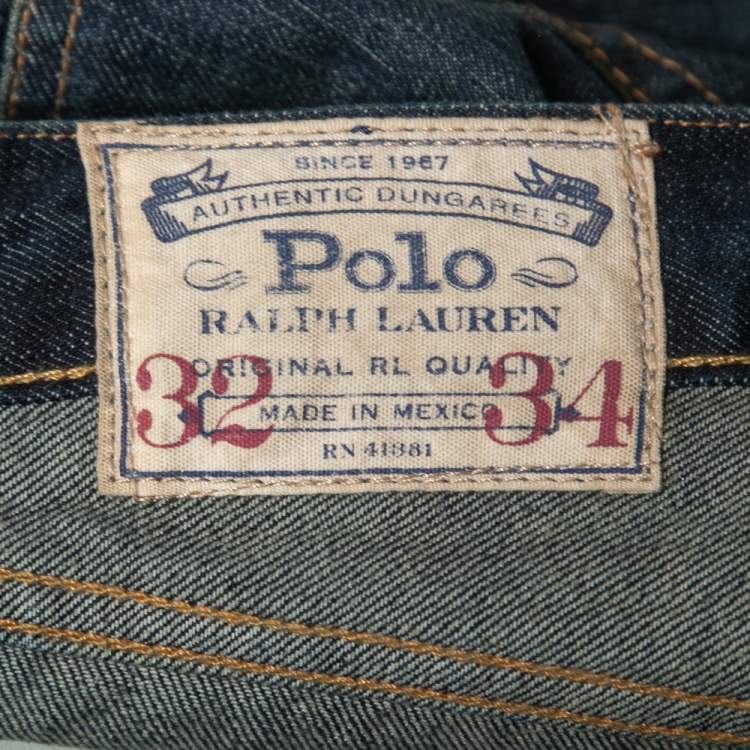 SINCE 1967
AUTHENTIC DUNGAREES
Polo
RALPH LAUREN
ORIGINAL RL QUALITY
32 34
MADE IN MEXICO
RN 41381